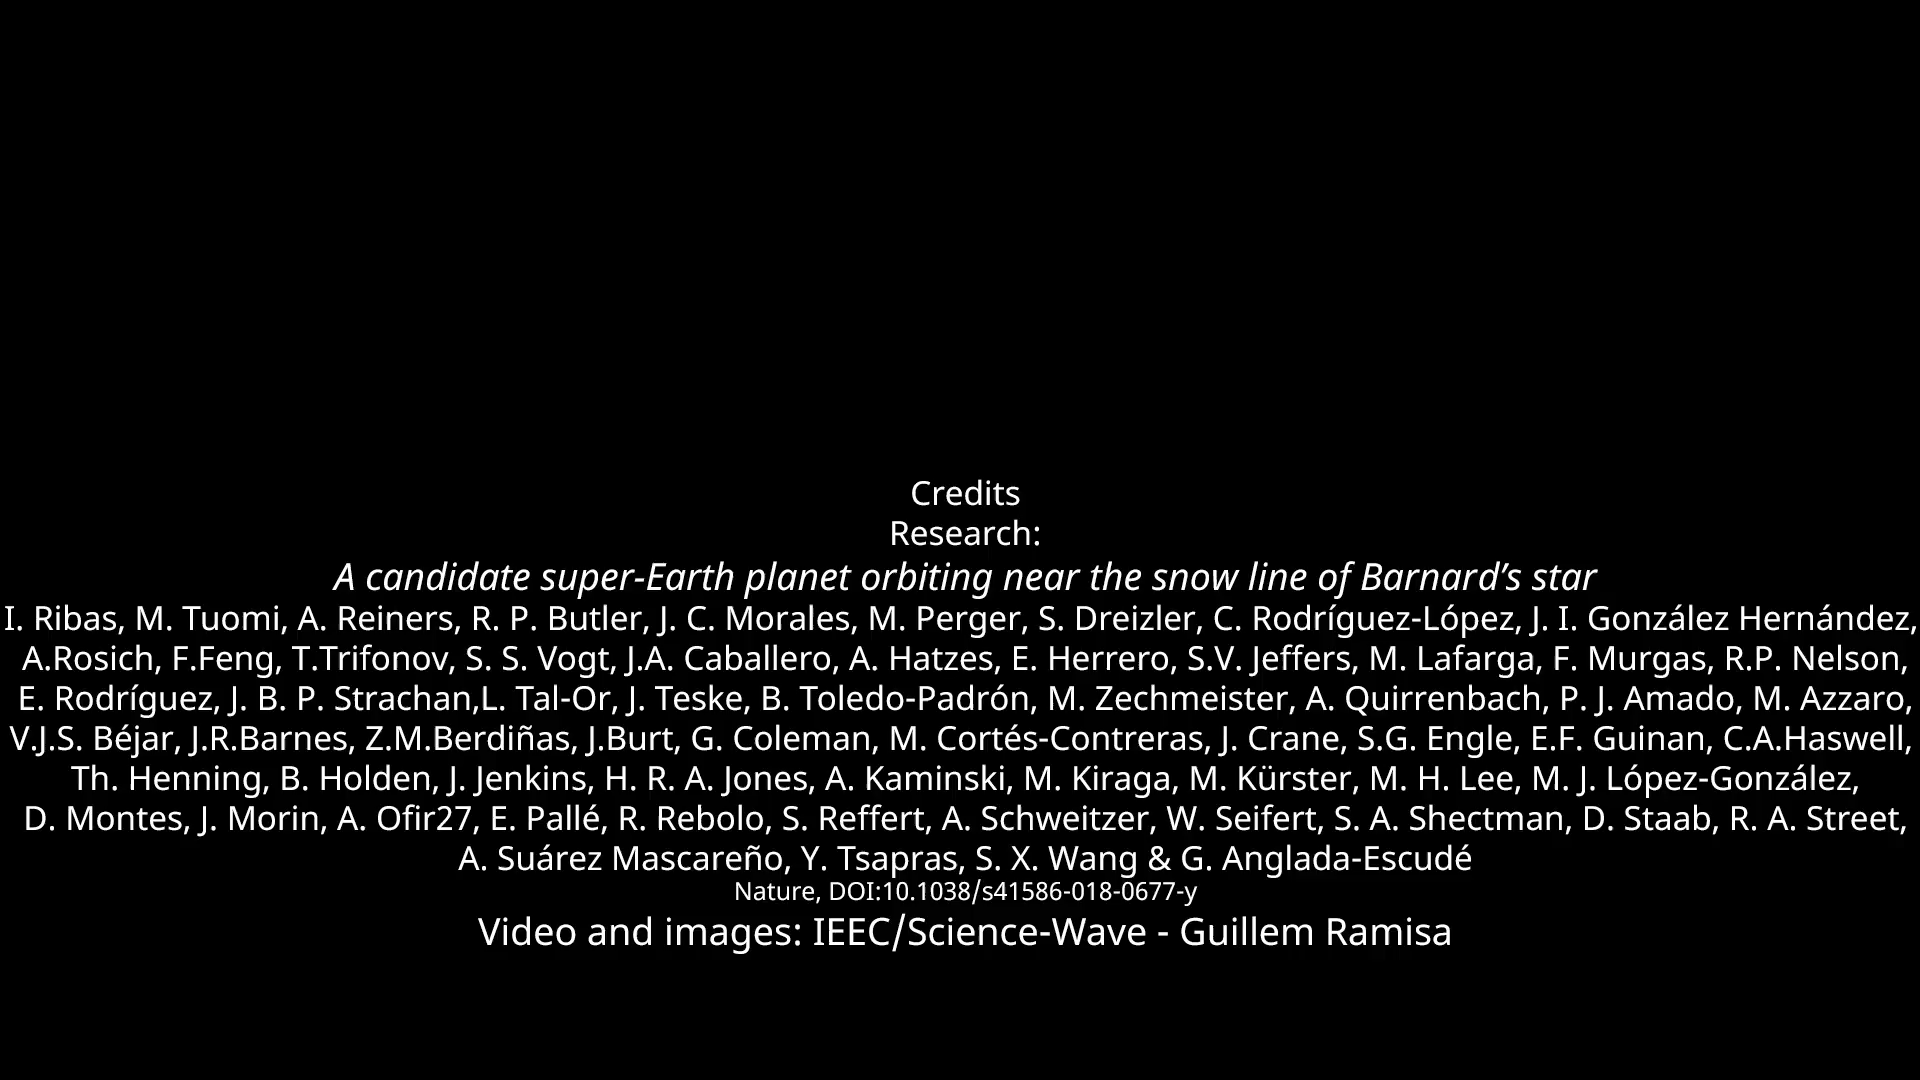 Credits
Research:
A candidate super-Earth planet orbiting near the snow line of Barnard’s star
I. Ribas, M. Tuomi, A. Reiners, R. P. Butler, J. C. Morales, M. Perger, S. Dreizler, C. Rodríguez-López, J. I. González Hernández,
A.Rosich, F.Feng, T.Trifonov, S. S. Vogt, J.A. Caballero, A. Hatzes, E. Herrero, S.V. Jeffers, M. Lafarga, F. Murgas, R.P. Nelson,
E. Rodríguez, J. B. P. Strachan,L. Tal-Or, J. Teske, B. Toledo-Padrón, M. Zechmeister, A. Quirrenbach, P. J. Amado, M. Azzaro,
V.J.S. Béjar, J.R.Barnes, Z.M.Berdiñas, J.Burt, G. Coleman, M. Cortés-Contreras, J. Crane, S.G. Engle, E.F. Guinan, C.A.Haswell,
Th. Henning, B. Holden, J. Jenkins, H. R. A. Jones, A. Kaminski, M. Kiraga, M. Kürster, M. H. Lee, M. J. López-González,
D. Montes, J. Morin, A. Ofir27, E. Pallé, R. Rebolo, S. Reffert, A. Schweitzer, W. Seifert, S. A. Shectman, D. Staab, R. A. Street,
A. Suárez Mascareño, Y. Tsapras, S. X. Wang & G. Anglada-Escudé
Nature, DOI:10.1038/s41586-018-0677-y
Video and images: IEEC/Science-Wave - Guillem Ramisa